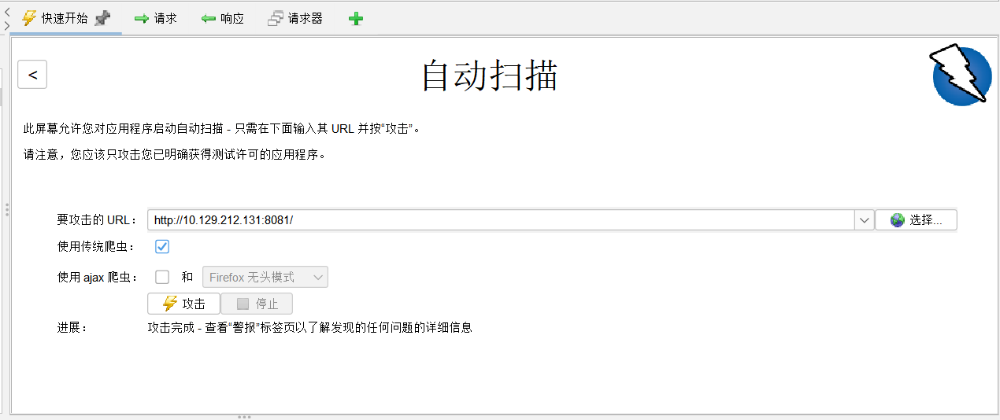 快速开始 请求 响应 请求器
<
自动扫描
此屏幕允许您对应用程序启动自动扫描 - 只需在下面输入其 URL 并按“攻击”。
请注意，您应该只攻击您已明确获得测试许可的应用程序。
要攻击的 URL： http://10.129.212.131:8081/ 选择...
使用传统爬虫：
使用 ajax 爬虫： 和 Firefox 无头模式
攻击 停止
进展： 攻击完成 - 查看“警报”标签页以了解发现的任何问题的详细信息